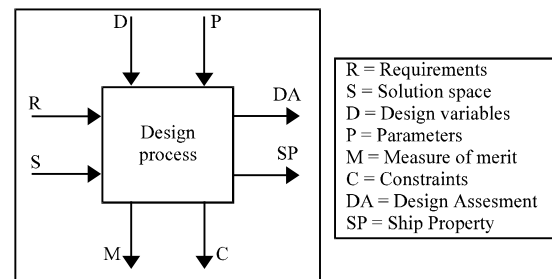 D
P
R
DA
Design
process
S
SP
M
C
R = Requirements
S = Solution space
D = Design variables
P = Parameters
M = Measure of merit
C = Constraints
DA = Design Assesment
SP = Ship Property